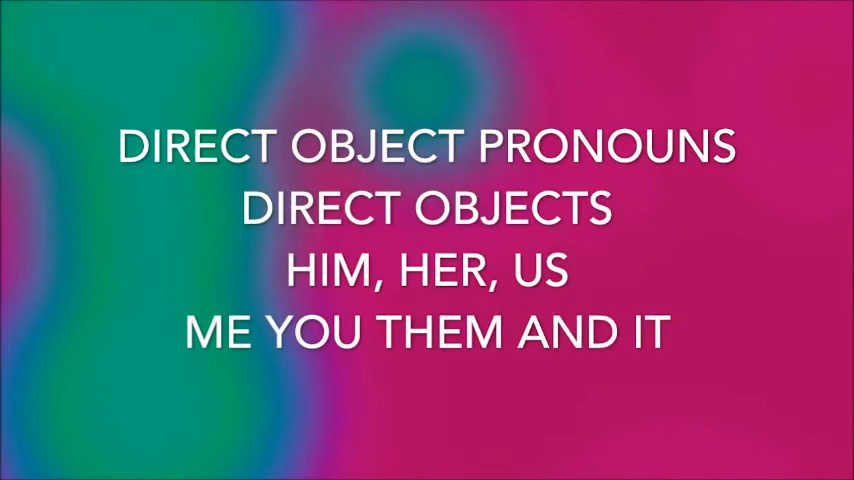 DIRECT OBJECT PRONOUNS
DIRECT OBJECTS
HIM, HER, US
ME YOU THEM AND IT